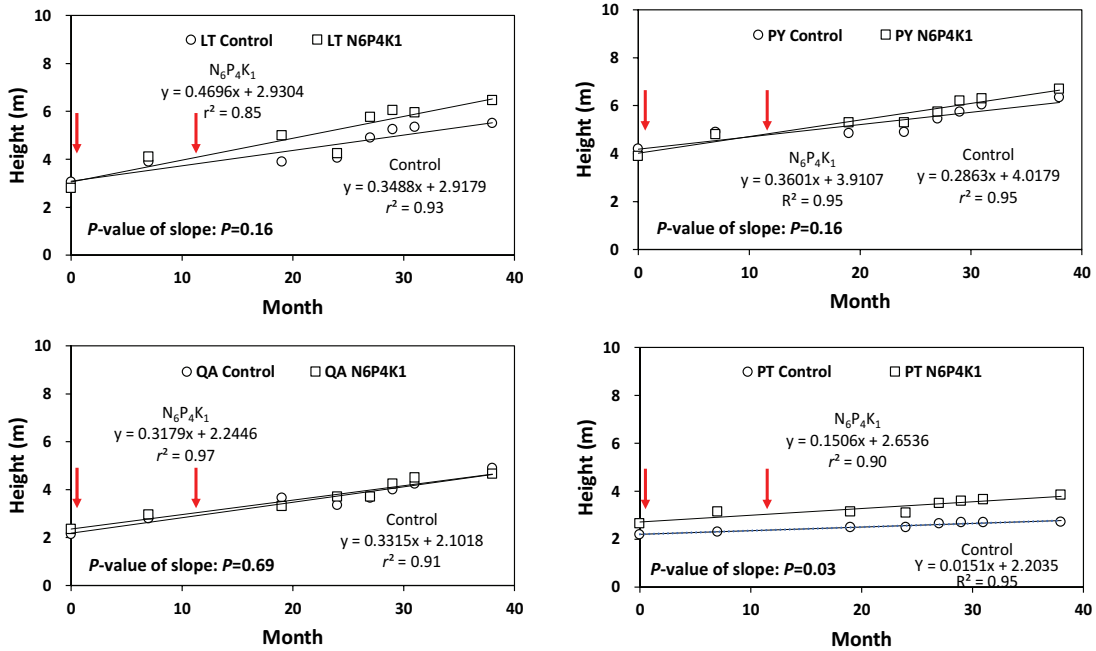 10
8
6
4
2
0
Height (m)
LT Control
LT N6P4K1
N₆P₄K₁
y = 0.4696x + 2.9304
r² = 0.85
Control
y = 0.3488x + 2.9179
r² = 0.93
P-value of slope: P=0.16
0 10 20 30 40
Month
10
8
6
4
2
0
Height (m)
PY Control
PY N6P4K1
N₆P₄K₁
y = 0.3601x + 3.9107
R² = 0.95
Control
y = 0.2863x + 4.0179
r² = 0.95
P-value of slope: P=0.16
0 10 20 30 40
Month
10
8
6
4
2
0
Height (m)
QA Control
QA N6P4K1
N₆P₄K₁
y = 0.3179x + 2.2446
r² = 0.97
Control
y = 0.3315x + 2.1018
r² = 0.91
P-value of slope: P=0.69
0 10 20 30 40
Month
10
8
6
4
2
0
Height (m)
PT Control
PT N6P4K1
N₆P₄K₁
y = 0.1506x + 2.6536
r² = 0.90
Control
Y = 0.0151x + 2.2035
R² = 0.95
P-value of slope: P=0.03
0 10 20 30 40
Month